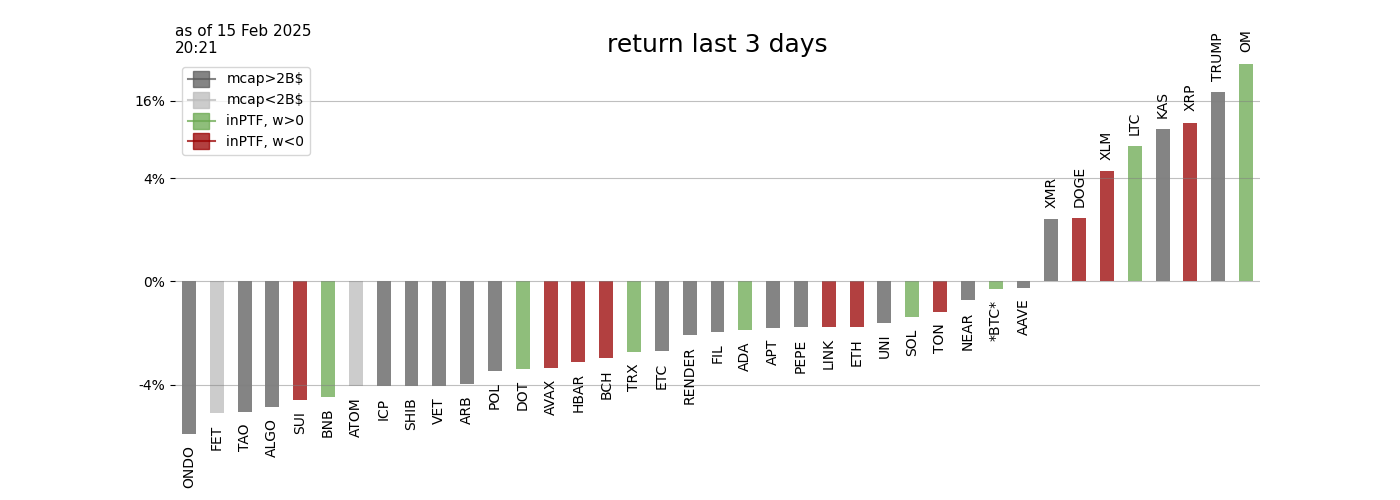 as of 15 Feb 2025
20:21
return last 3 days
mcap>2B$
mcap<2B$
inPTF, w>0
inPTF, w<0
16%
4%
0%
-4%
ONDO
FET
TAO
ALGO
SUI
BNB
ATOM
ICP
SHIB
VET
ARB
POL
DOT
AVAX
HBAR
BCH
TRX
ETC
RENDER
FIL
ADA
APT
PEPE
LINK
ETH
UNI
SOL
TON
NEAR
*BTC*
AAVE
XMR
DOGE
XLM
LTC
KAS
XRP
TRUMP
OM